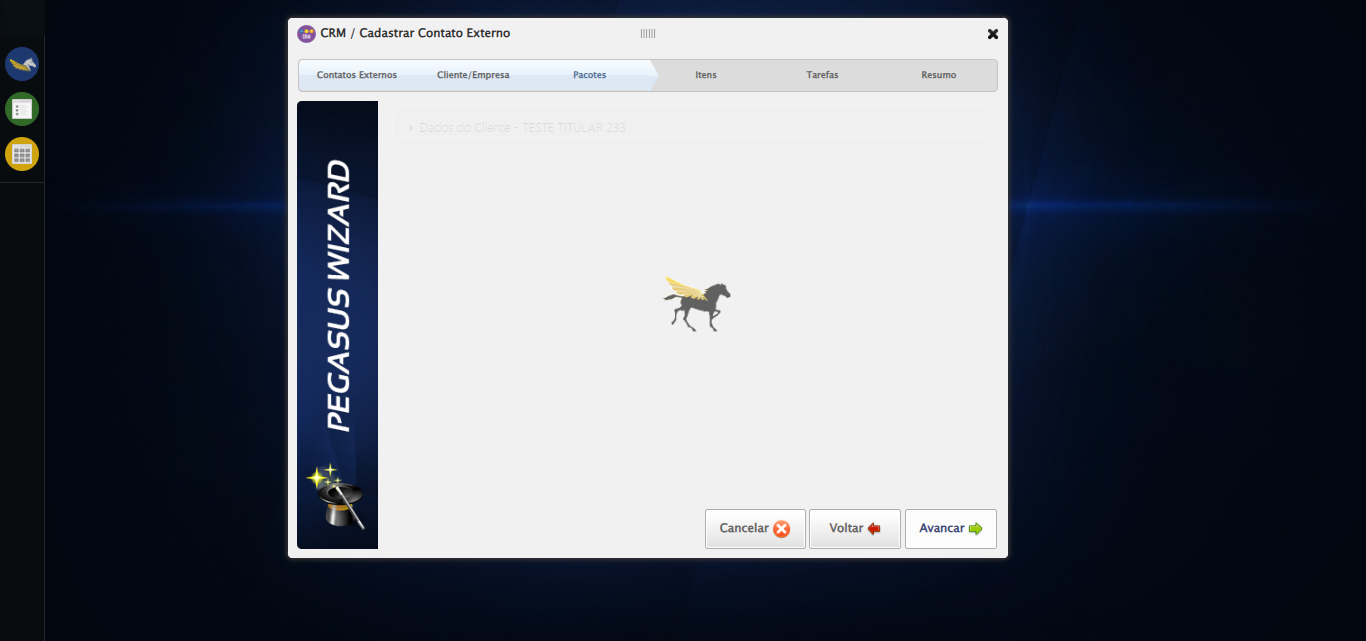 CRM / Cadastrar Contato Externo
Contatos Externos
Cliente/Empresa
Pacotes
Itens
Tarefas
Resumo
Dados do Cliente - TESTE TITULAR 233
PEGASUS WIZARD
Cancelar
Voltar
Avancar